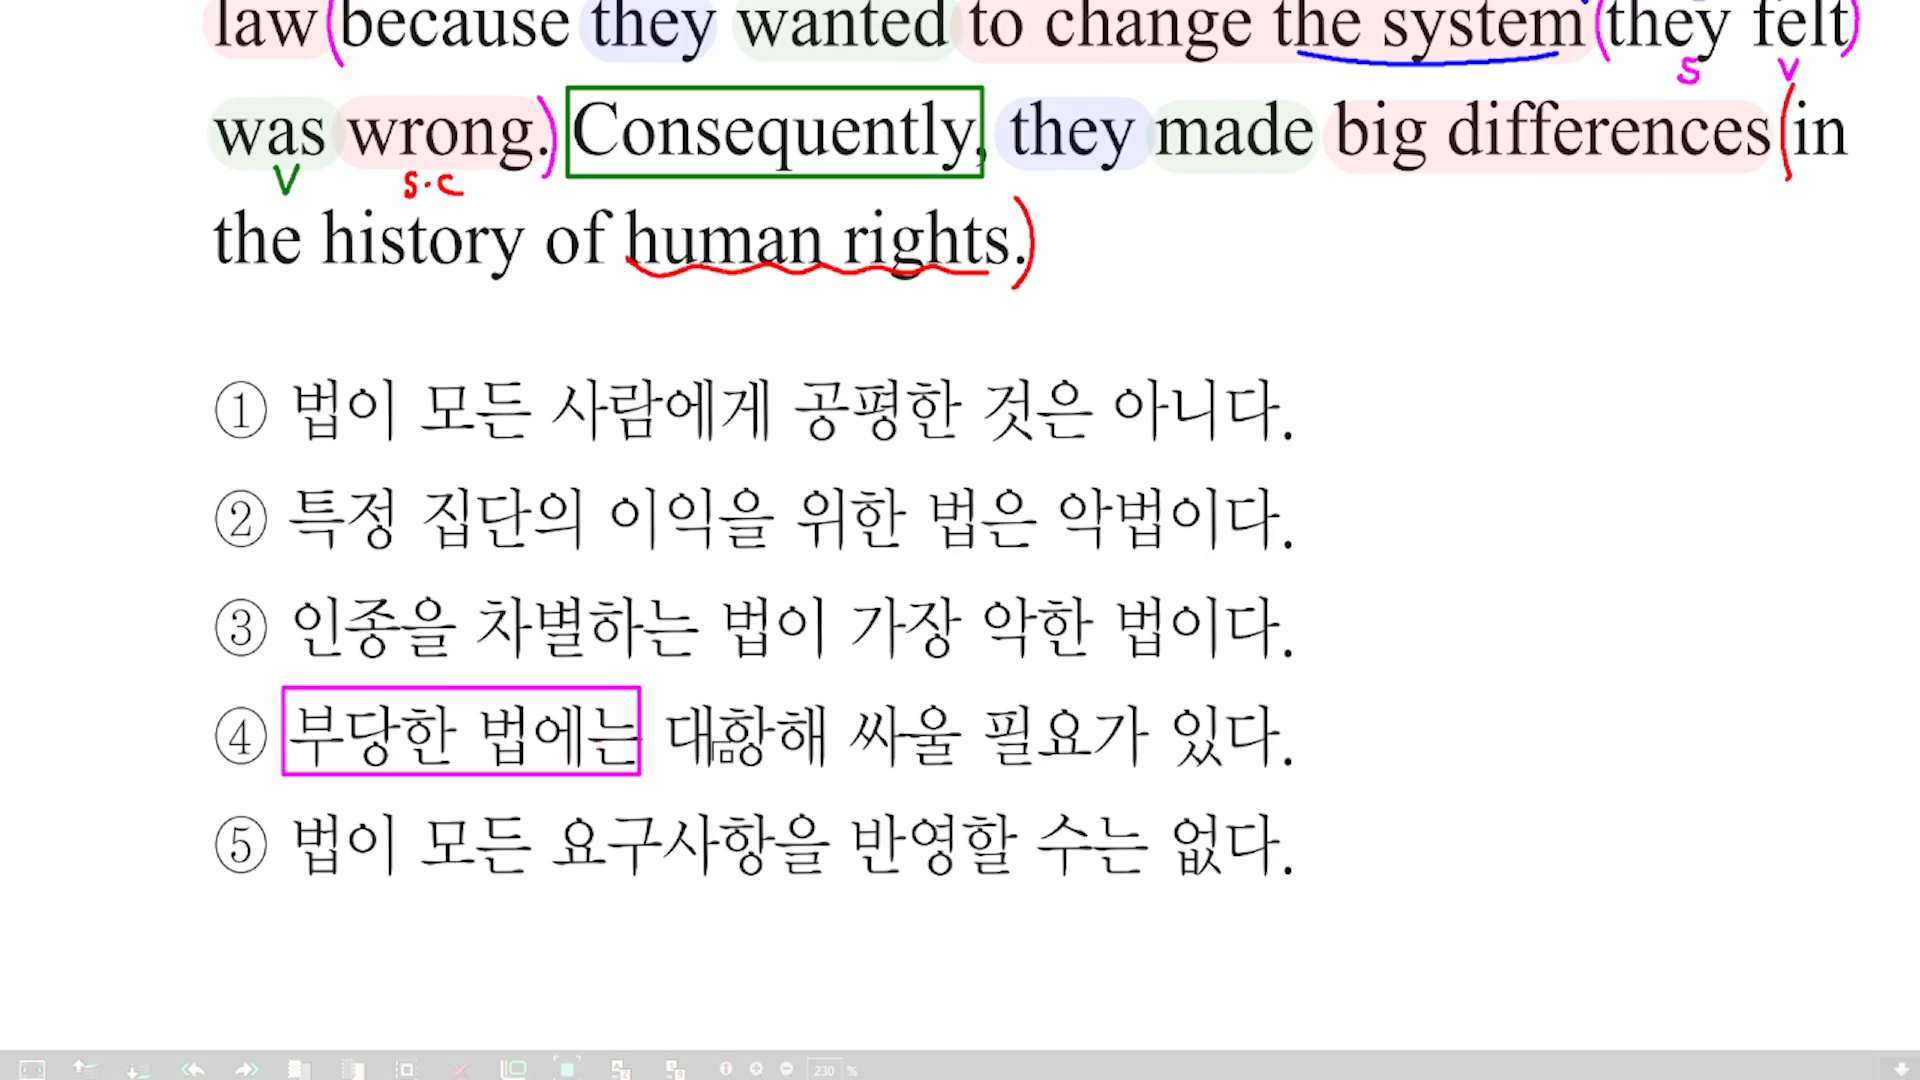 law (because they wanted to change the system (they felt)
S V
was wrong.) Consequently, they made big differences (in
V S·C
the history of human rights.)
① 법이 모든 사람에게 공평한 것은 아니다.
② 특정 집단의 이익을 위한 법은 악법이다.
③ 인종을 차별하는 법이 가장 악한 법이다.
④ 부당한 법에는 대항해 싸울 필요가 있다.
⑤ 법이 모든 요구사항을 반영할 수는 없다.
230 %